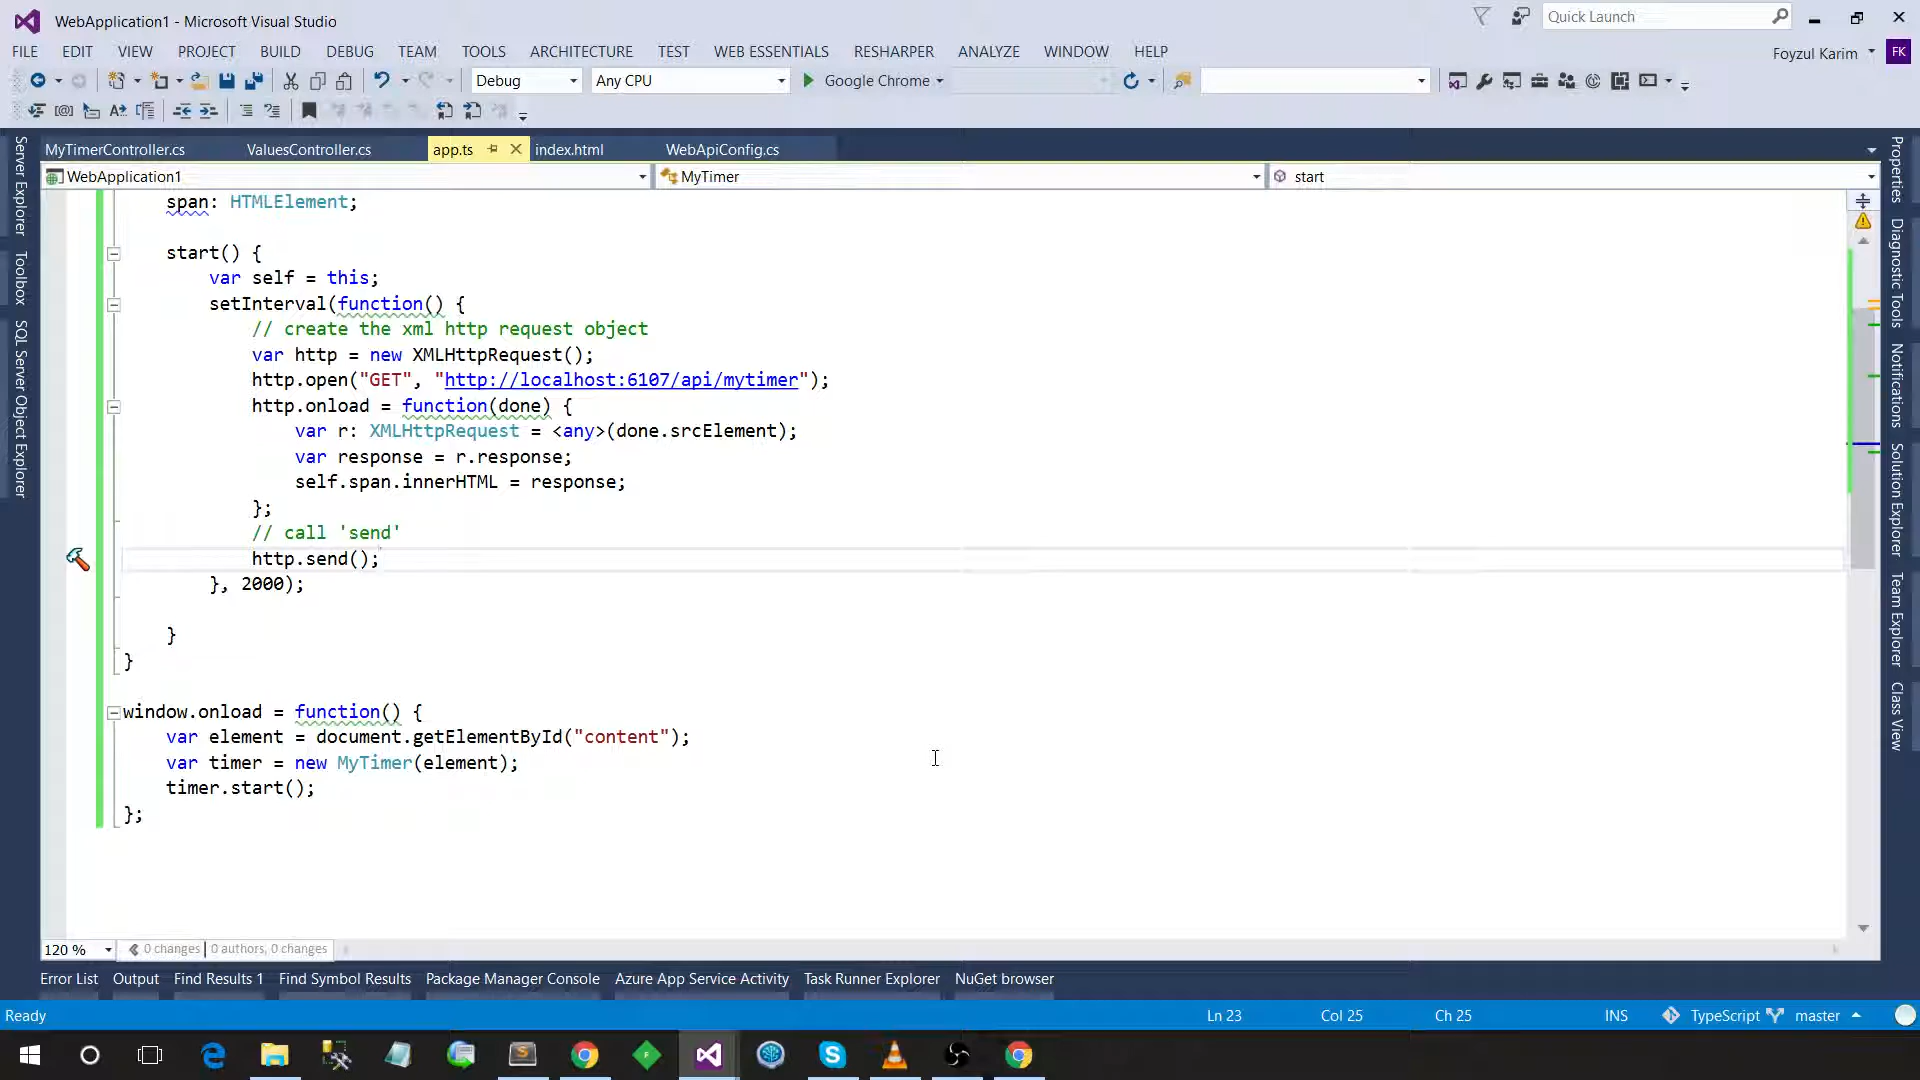 WebApplication1 - Microsoft Visual Studio
Quick Launch
FILE EDIT VIEW PROJECT BUILD DEBUG TEAM TOOLS ARCHITECTURE TEST WEB ESSENTIALS RESHARPER ANALYZE WINDOW HELP
Foyzul Karim FK
Debug Any CPU Google Chrome
MyTimerController.cs ValuesController.cs app.ts index.html WebApiConfig.cs
WebApplication1 MyTimer start
Server Explorer
Toolbox
SQL Server Object Explorer
span: HTMLElement;
start() {
var self = this;
setInterval(function() {
// create the xml http request object
var http = new XMLHttpRequest();
http.open("GET", "http://localhost:6107/api/mytimer");
http.onload = function(done) {
var r: XMLHttpRequest = <any>(done.srcElement);
var response = r.response;
self.span.innerHTML = response;
};
// call 'send'
http.send();
}, 2000);
}
}
window.onload = function() {
var element = document.getElementById("content");
var timer = new MyTimer(element);
timer.start();
};
Properties
Diagnostic Tools
Notifications
Solution Explorer
Team Explorer
Class View
120 % 0 changes | 0 authors, 0 changes
Error List Output Find Results 1 Find Symbol Results Package Manager Console Azure App Service Activity Task Runner Explorer NuGet browser
Ready Ln 23 Col 25 Ch 25 INS TypeScript master